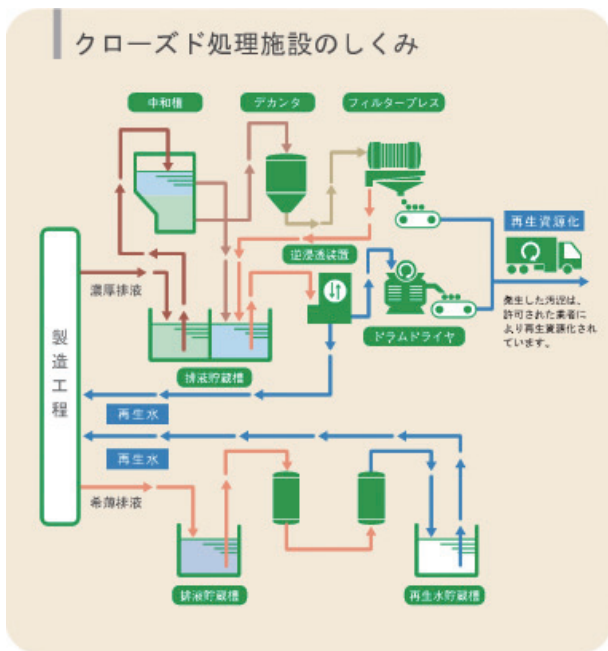 クローズド処理施設のしくみ
中和槽
デカンタ
フィルタープレス
再生資源化
逆浸透装置
濃厚排液
発生した汚泥は、
許可された業者に
より再生資源化され
ています。
ドラムドライヤ
製造工程
排液貯蔵槽
再生水
再生水
希薄排液
排液貯蔵槽
再生水貯蔵槽